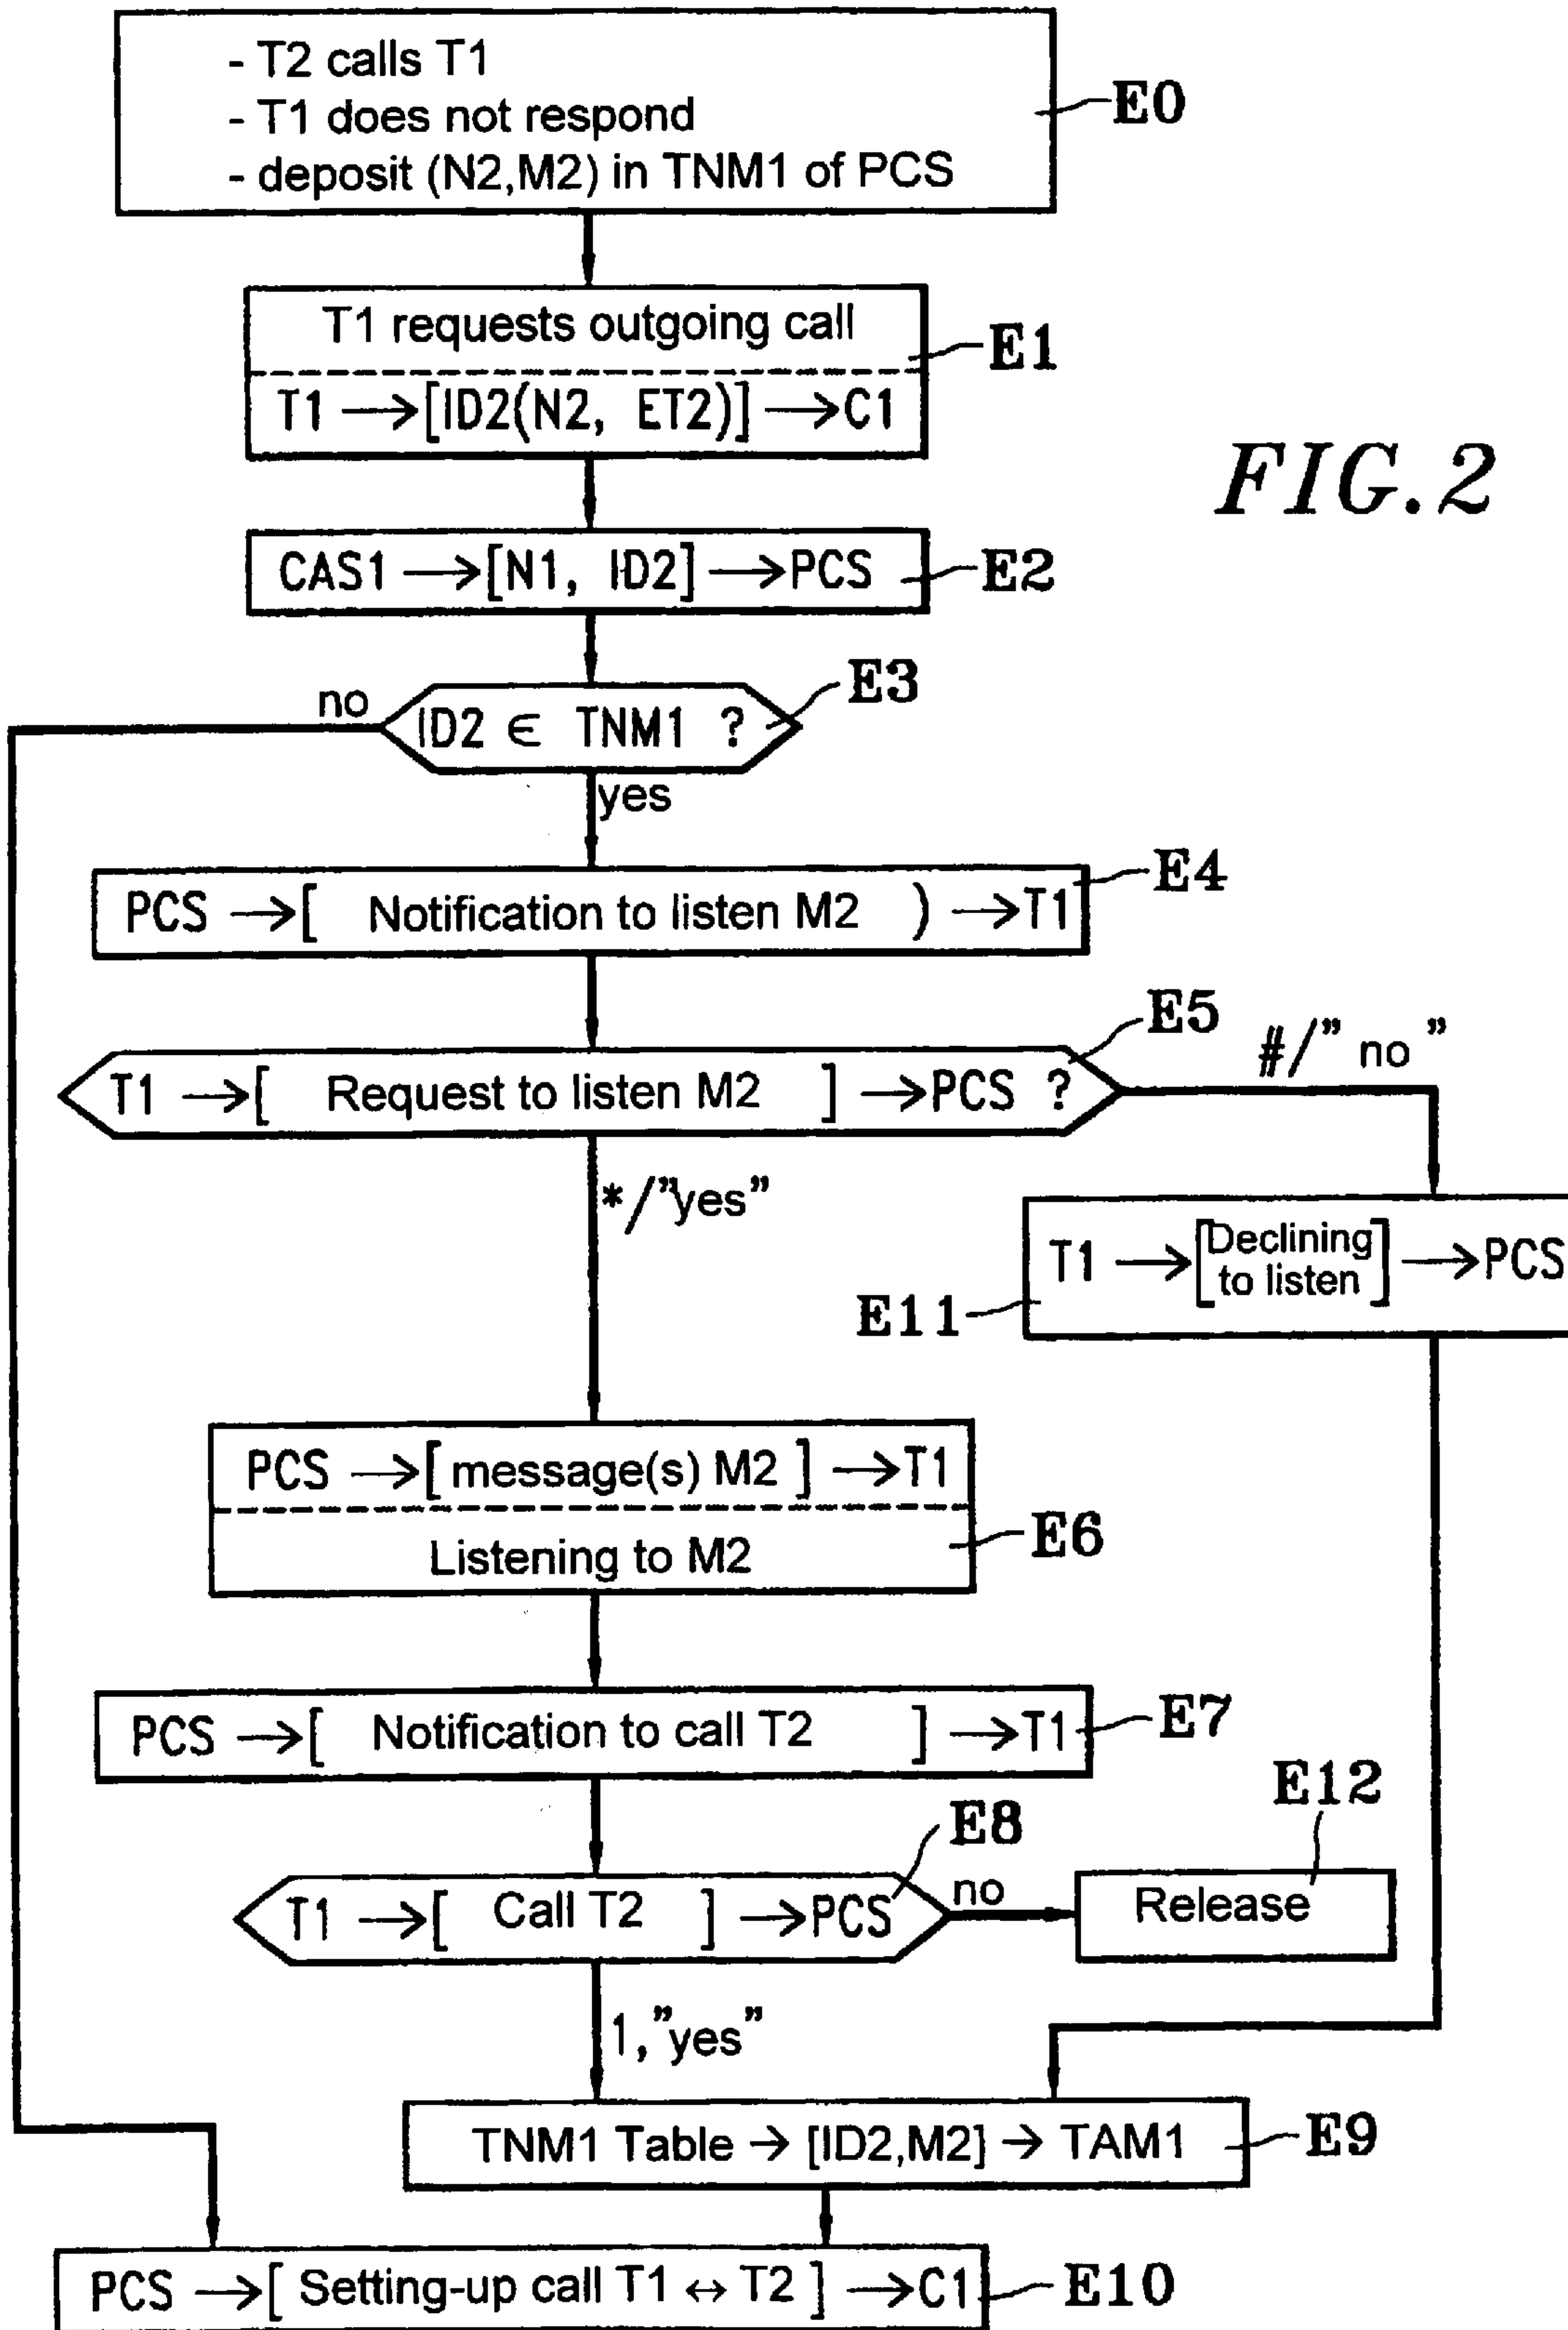 - T2 calls T1
- T1 does not respond
- deposit (N2,M2) in TNM1 of PCS
E0
T1 requests outgoing call
E1
T1 →[ID2(N2, ET2)] →C1
FIG.2
CAS1 →[N1, ID2] →PCS
E2
E3
no
ID2 ∈ TNM1 ?
yes
E4
PCS →[ Notification to listen M2 ) →T1
E5
#/” no ”
T1 →[ Request to listen M2 ] →PCS ?
*/”yes”
T1 →[Declining to listen] →PCS
E11
PCS →[message(s) M2 ] →T1
E6
Listening to M2
PCS →[ Notification to call T2 ] →T1
E7
E12
E8
T1 →[ Call T2 ] →PCS
no
Release
1,”yes”
TNM1 Table → [ID2,M2] → TAM1
E9
PCS →[ Setting-up call T1 ↔ T2 ] →C1
E10